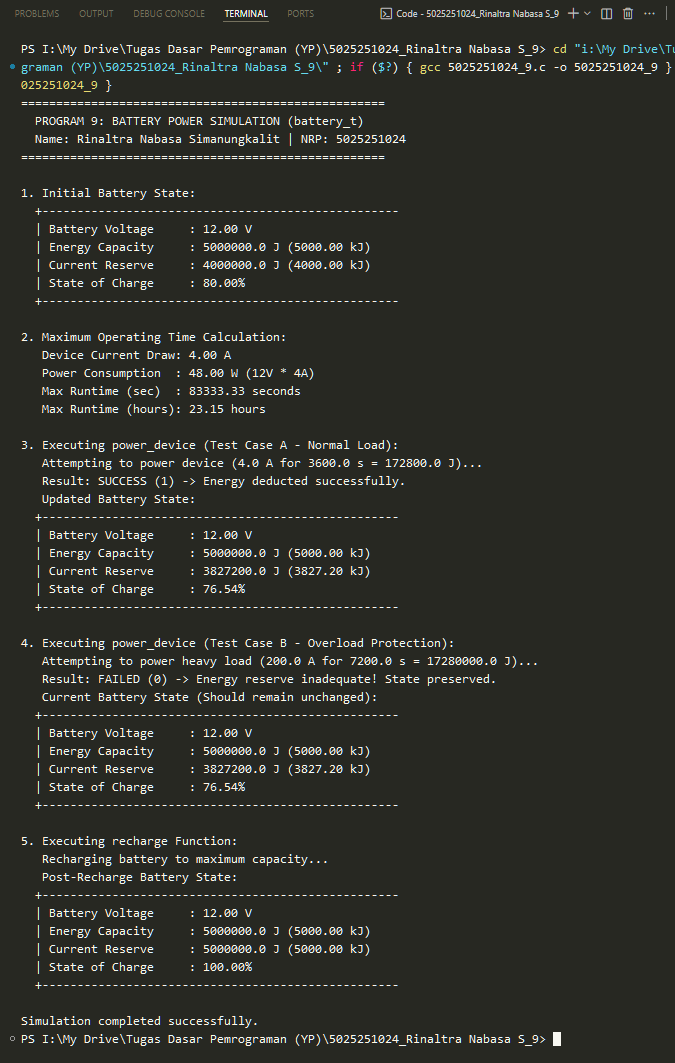 PROBLEMS OUTPUT DEBUG CONSOLE TERMINAL PORTS Code - 5025251024_Rinaltra Nabasa S_9
PS I:\My Drive\Tugas Dasar Pemrograman (YP)\5025251024_Rinaltra Nabasa S_9> cd "i:\My Drive\Tu
graman (YP)\5025251024_Rinaltra Nabasa S_9\" ; if ($?) { gcc 5025251024_9.c -o 5025251024_9 }
025251024_9 }
====================================================
PROGRAM 9: BATTERY POWER SIMULATION (battery_t)
Name: Rinaltra Nabasa Simanungkalit | NRP: 5025251024
====================================================
1. Initial Battery State:
+---------------------------------------------------
| Battery Voltage     : 12.00 V
| Energy Capacity     : 5000000.0 J (5000.00 kJ)
| Current Reserve     : 4000000.0 J (4000.00 kJ)
| State of Charge     : 80.00%
+---------------------------------------------------
2. Maximum Operating Time Calculation:
Device Current Draw: 4.00 A
Power Consumption  : 48.00 W (12V * 4A)
Max Runtime (sec)  : 83333.33 seconds
Max Runtime (hours): 23.15 hours
3. Executing power_device (Test Case A - Normal Load):
Attempting to power device (4.0 A for 3600.0 s = 172800.0 J)...
Result: SUCCESS (1) -> Energy deducted successfully.
Updated Battery State:
+---------------------------------------------------
| Battery Voltage     : 12.00 V
| Energy Capacity     : 5000000.0 J (5000.00 kJ)
| Current Reserve     : 3827200.0 J (3827.20 kJ)
| State of Charge     : 76.54%
+---------------------------------------------------
4. Executing power_device (Test Case B - Overload Protection):
Attempting to power heavy load (200.0 A for 7200.0 s = 17280000.0 J)...
Result: FAILED (0) -> Energy reserve inadequate! State preserved.
Current Battery State (Should remain unchanged):
+---------------------------------------------------
| Battery Voltage     : 12.00 V
| Energy Capacity     : 5000000.0 J (5000.00 kJ)
| Current Reserve     : 3827200.0 J (3827.20 kJ)
| State of Charge     : 76.54%
+---------------------------------------------------
5. Executing recharge Function:
Recharging battery to maximum capacity...
Post-Recharge Battery State:
+---------------------------------------------------
| Battery Voltage     : 12.00 V
| Energy Capacity     : 5000000.0 J (5000.00 kJ)
| Current Reserve     : 5000000.0 J (5000.00 kJ)
| State of Charge     : 100.00%
+---------------------------------------------------
Simulation completed successfully.
PS I:\My Drive\Tugas Dasar Pemrograman (YP)\5025251024_Rinaltra Nabasa S_9>